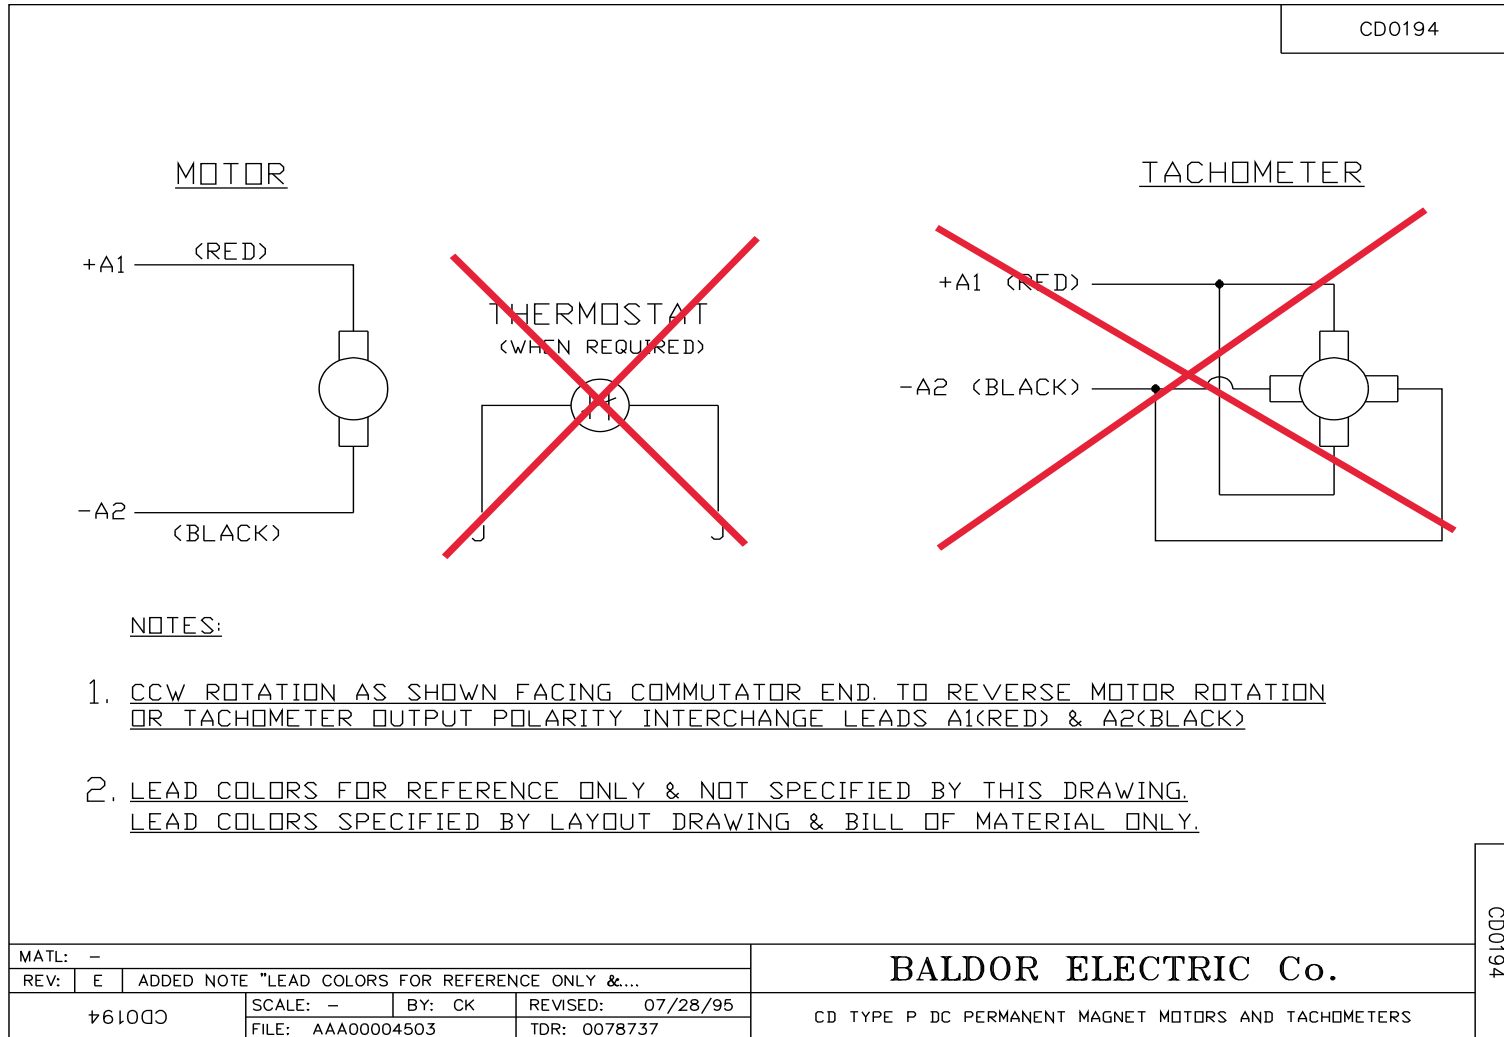 CD0194
MOTOR
TACHOMETER
+A1
(RED)
-A2
(BLACK)
THERMOSTAT
(WHEN REQUIRED)
J
J
+A1 (RED)
-A2 (BLACK)
NOTES:
1. CCW ROTATION AS SHOWN FACING COMMUTATOR END. TO REVERSE MOTOR ROTATION
OR TACHOMETER OUTPUT POLARITY INTERCHANGE LEADS A1(RED) & A2(BLACK)
2. LEAD COLORS FOR REFERENCE ONLY & NOT SPECIFIED BY THIS DRAWING.
LEAD COLORS SPECIFIED BY LAYOUT DRAWING & BILL OF MATERIAL ONLY.
CD0194
MATL: -
REV: E ADDED NOTE "LEAD COLORS FOR REFERENCE ONLY &....
CD0194
SCALE: - BY: CK REVISED: 07/28/95
FILE: AAA00004503 TDR: 0078737
BALDOR ELECTRIC Co.
CD TYPE P DC PERMANENT MAGNET MOTORS AND TACHOMETERS